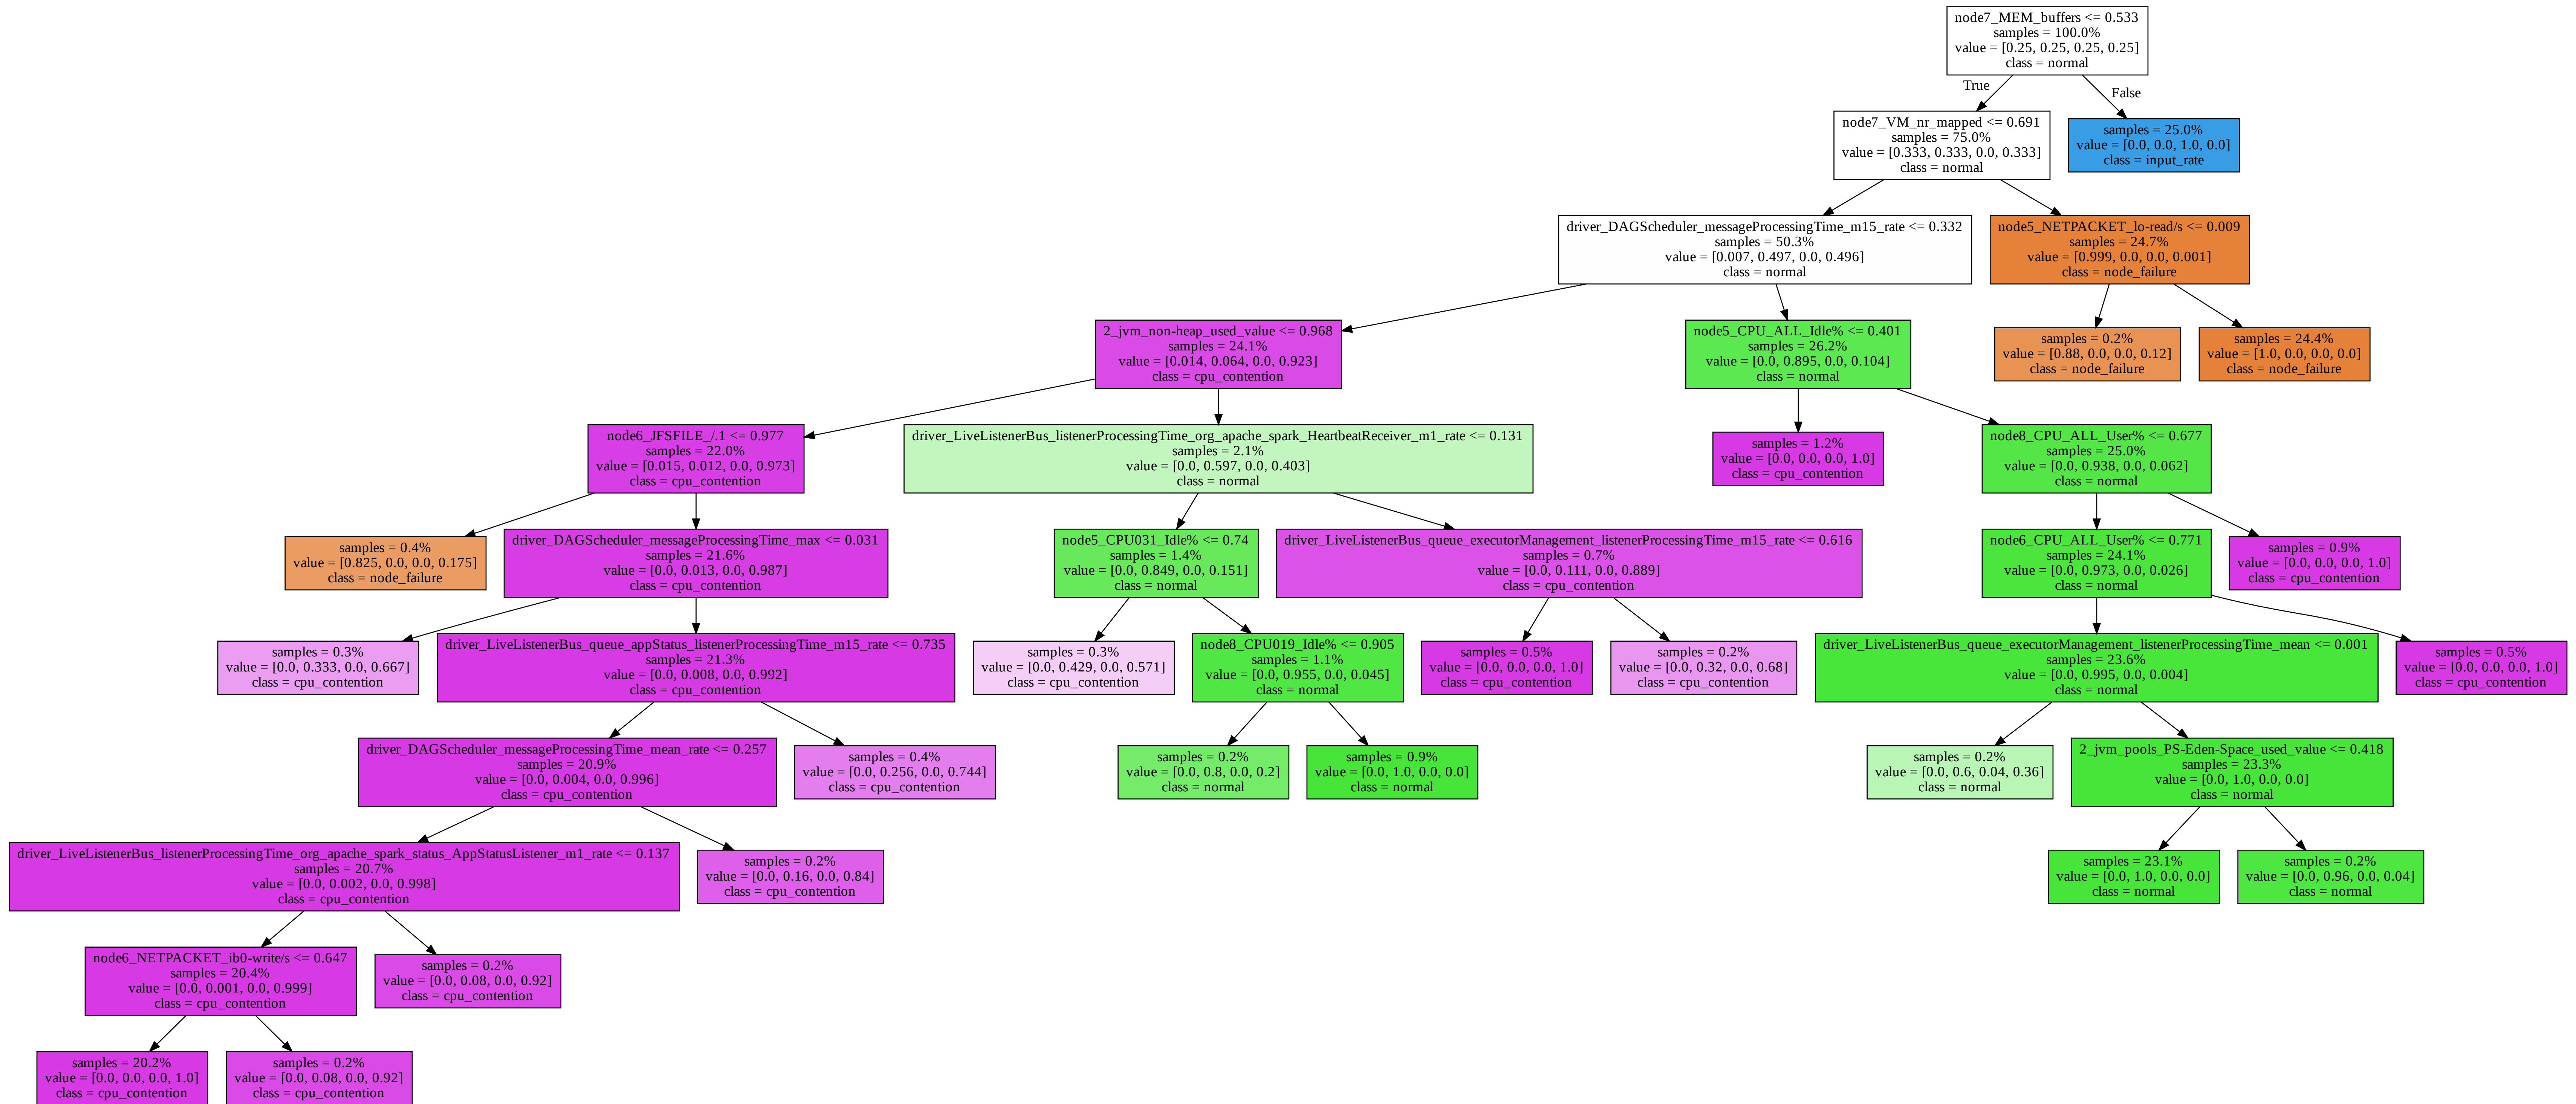 node7_MEM_buffers <= 0.533
samples = 100.0%
value = [0.25, 0.25, 0.25, 0.25]
class = normal
True
False
node7_VM_nr_mapped <= 0.691
samples = 75.0%
value = [0.333, 0.333, 0.0, 0.333]
class = normal
samples = 25.0%
value = [0.0, 0.0, 1.0, 0.0]
class = input_rate
driver_DAGScheduler_messageProcessingTime_m15_rate <= 0.332
samples = 50.3%
value = [0.007, 0.497, 0.0, 0.496]
class = normal
node5_NETPACKET_lo-read/s <= 0.009
samples = 24.7%
value = [0.999, 0.0, 0.0, 0.001]
class = node_failure
2_jvm_non-heap_used_value <= 0.968
samples = 24.1%
value = [0.014, 0.064, 0.0, 0.923]
class = cpu_contention
node5_CPU_ALL_Idle% <= 0.401
samples = 26.2%
value = [0.0, 0.895, 0.0, 0.104]
class = normal
samples = 0.2%
value = [0.88, 0.0, 0.0, 0.12]
class = node_failure
samples = 24.4%
value = [1.0, 0.0, 0.0, 0.0]
class = node_failure
node6_JFSFILE_/.1 <= 0.977
samples = 22.0%
value = [0.015, 0.012, 0.0, 0.973]
class = cpu_contention
driver_LiveListenerBus_listenerProcessingTime_org_apache_spark_HeartbeatReceiver_m1_rate <= 0.131
samples = 2.1%
value = [0.0, 0.597, 0.0, 0.403]
class = normal
samples = 1.2%
value = [0.0, 0.0, 0.0, 1.0]
class = cpu_contention
node8_CPU_ALL_User% <= 0.677
samples = 25.0%
value = [0.0, 0.938, 0.0, 0.062]
class = normal
samples = 0.4%
value = [0.825, 0.0, 0.0, 0.175]
class = node_failure
driver_DAGScheduler_messageProcessingTime_max <= 0.031
samples = 21.6%
value = [0.0, 0.013, 0.0, 0.987]
class = cpu_contention
node5_CPU031_Idle% <= 0.74
samples = 1.4%
value = [0.0, 0.849, 0.0, 0.151]
class = normal
driver_LiveListenerBus_queue_executorManagement_listenerProcessingTime_m15_rate <= 0.616
samples = 0.7%
value = [0.0, 0.111, 0.0, 0.889]
class = cpu_contention
node6_CPU_ALL_User% <= 0.771
samples = 24.1%
value = [0.0, 0.973, 0.0, 0.026]
class = normal
samples = 0.9%
value = [0.0, 0.0, 0.0, 1.0]
class = cpu_contention
samples = 0.3%
value = [0.0, 0.333, 0.0, 0.667]
class = cpu_contention
driver_LiveListenerBus_queue_appStatus_listenerProcessingTime_m15_rate <= 0.735
samples = 21.3%
value = [0.0, 0.008, 0.0, 0.992]
class = cpu_contention
samples = 0.3%
value = [0.0, 0.429, 0.0, 0.571]
class = cpu_contention
node8_CPU019_Idle% <= 0.905
samples = 1.1%
value = [0.0, 0.955, 0.0, 0.045]
class = normal
samples = 0.5%
value = [0.0, 0.0, 0.0, 1.0]
class = cpu_contention
samples = 0.2%
value = [0.0, 0.32, 0.0, 0.68]
class = cpu_contention
driver_LiveListenerBus_queue_executorManagement_listenerProcessingTime_mean <= 0.001
samples = 23.6%
value = [0.0, 0.995, 0.0, 0.004]
class = normal
samples = 0.5%
value = [0.0, 0.0, 0.0, 1.0]
class = cpu_contention
driver_DAGScheduler_messageProcessingTime_mean_rate <= 0.257
samples = 20.9%
value = [0.0, 0.004, 0.0, 0.996]
class = cpu_contention
samples = 0.4%
value = [0.0, 0.256, 0.0, 0.744]
class = cpu_contention
samples = 0.2%
value = [0.0, 0.8, 0.0, 0.2]
class = normal
samples = 0.9%
value = [0.0, 1.0, 0.0, 0.0]
class = normal
samples = 0.2%
value = [0.0, 0.6, 0.04, 0.36]
class = normal
2_jvm_pools_PS-Eden-Space_used_value <= 0.418
samples = 23.3%
value = [0.0, 1.0, 0.0, 0.0]
class = normal
driver_LiveListenerBus_listenerProcessingTime_org_apache_spark_status_AppStatusListener_m1_rate <= 0.137
samples = 20.7%
value = [0.0, 0.002, 0.0, 0.998]
class = cpu_contention
samples = 0.2%
value = [0.0, 0.16, 0.0, 0.84]
class = cpu_contention
samples = 23.1%
value = [0.0, 1.0, 0.0, 0.0]
class = normal
samples = 0.2%
value = [0.0, 0.96, 0.0, 0.04]
class = normal
node6_NETPACKET_ib0-write/s <= 0.647
samples = 20.4%
value = [0.0, 0.001, 0.0, 0.999]
class = cpu_contention
samples = 0.2%
value = [0.0, 0.08, 0.0, 0.92]
class = cpu_contention
samples = 20.2%
value = [0.0, 0.0, 0.0, 1.0]
class = cpu_contention
samples = 0.2%
value = [0.0, 0.08, 0.0, 0.92]
class = cpu_contention